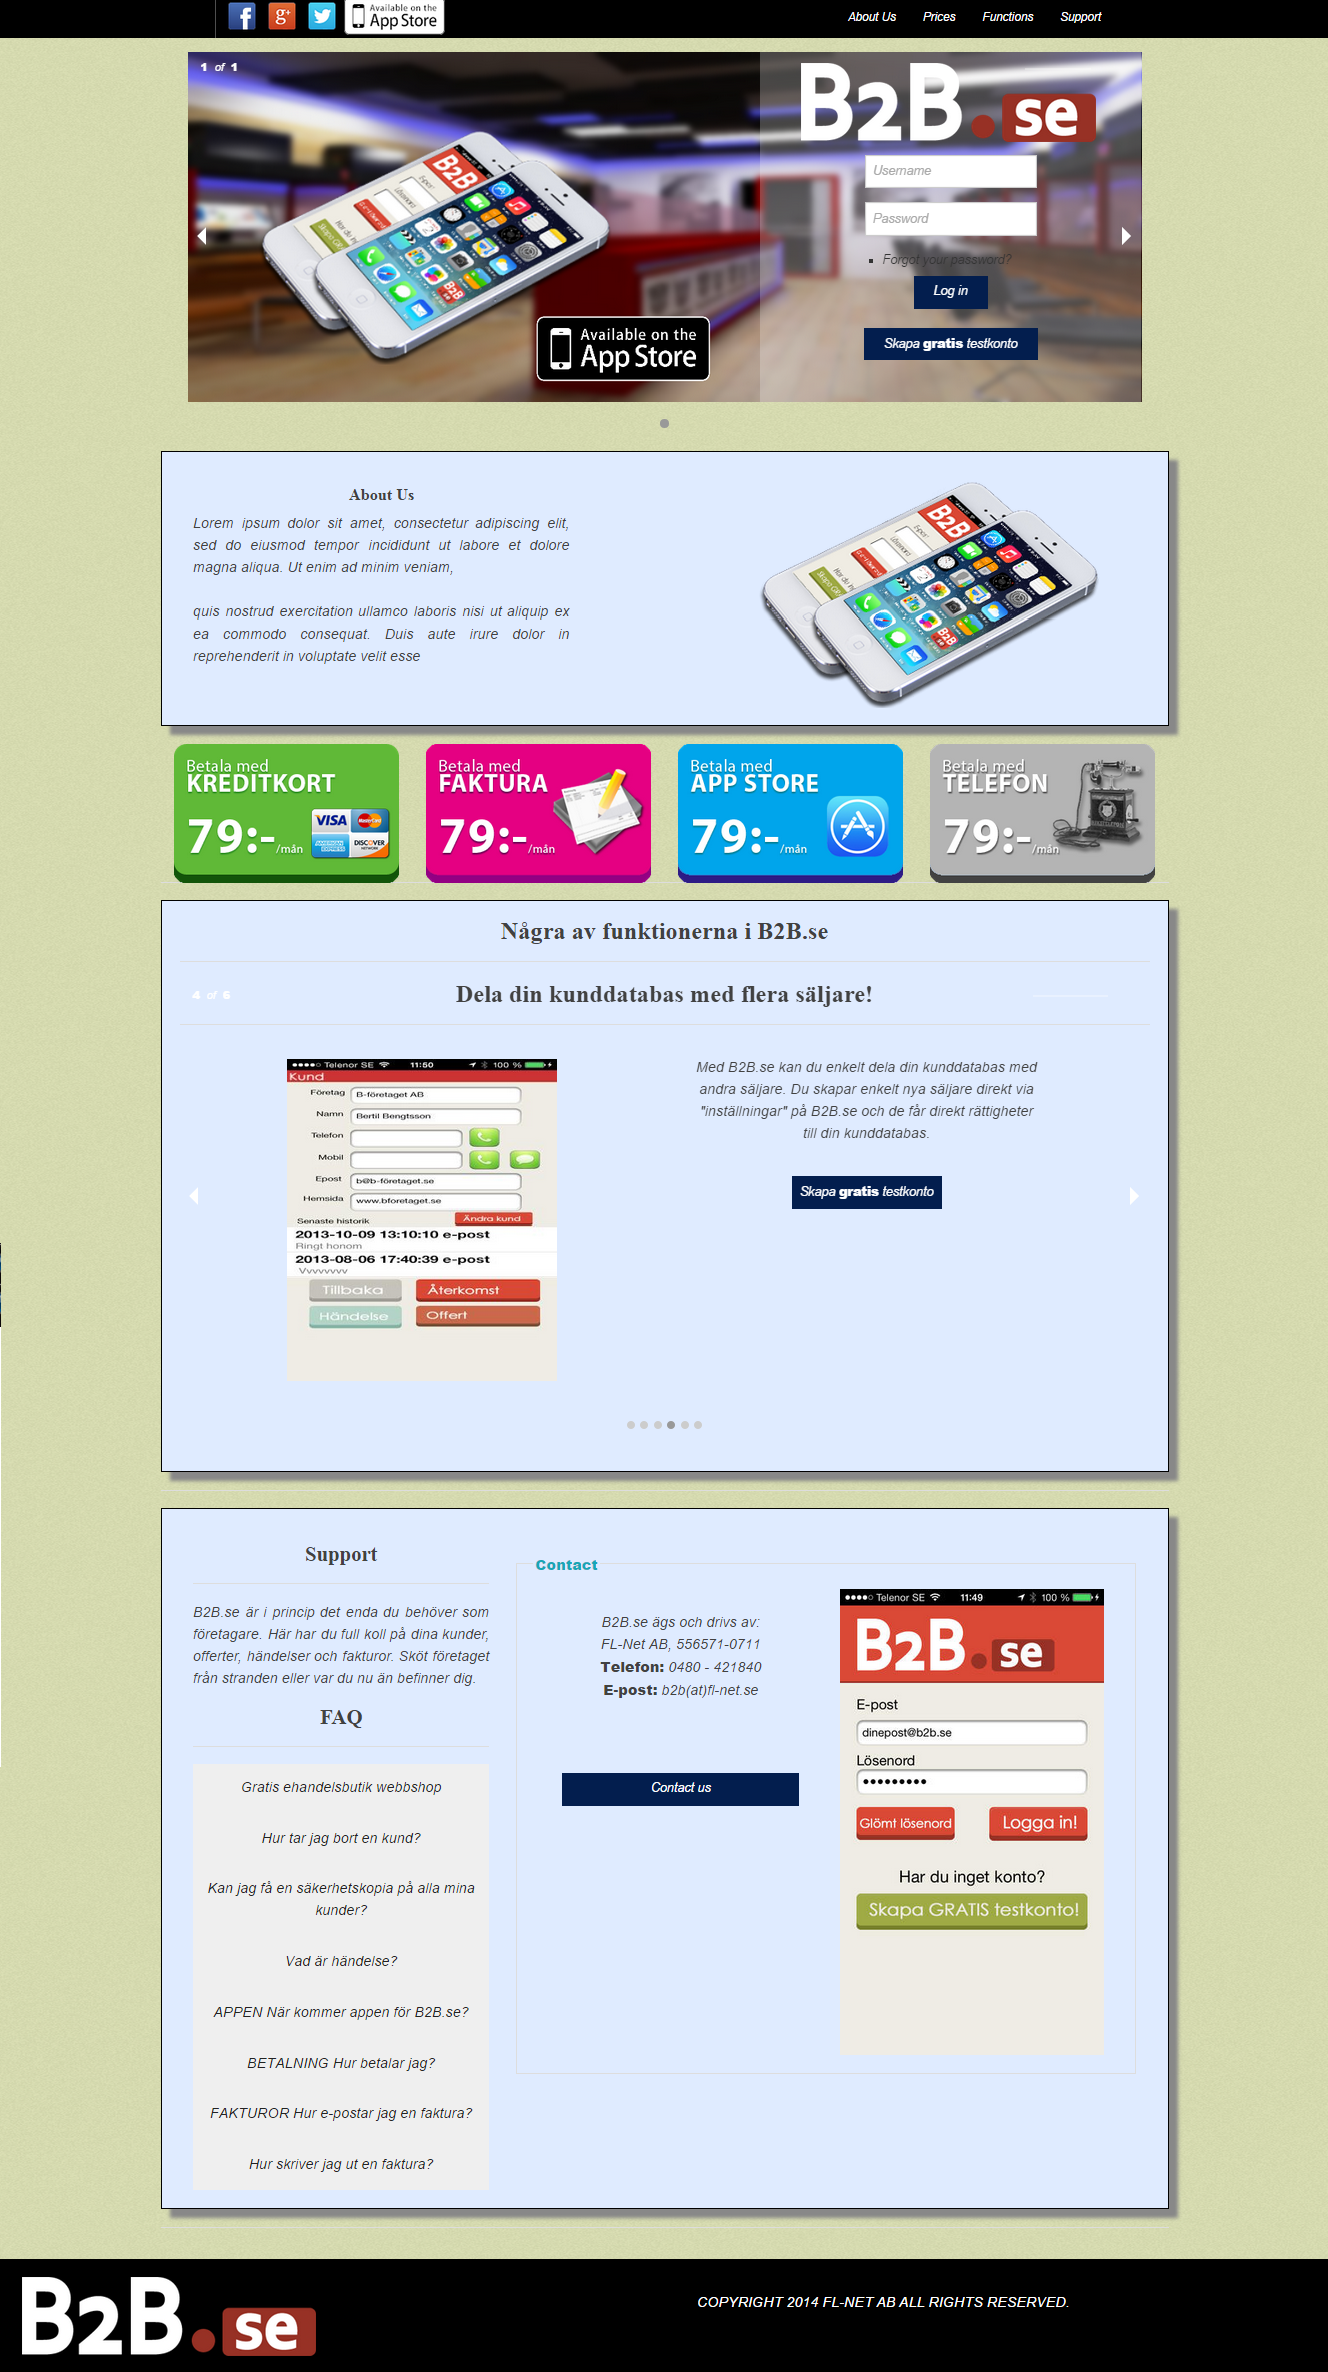 Available on the
App Store
About Us
Prices
Functions
Support
1 of 1
B2B.se
Username
Password
Forgot your password?
Log in
Skapa gratis testkonto
B2B
B2B
Available on the
App Store
About Us
Lorem ipsum dolor sit amet, consectetur adipiscing elit,
sed do eiusmod tempor incididunt ut labore et dolore
magna aliqua. Ut enim ad minim veniam,
quis nostrud exercitation ullamco laboris nisi ut aliquip ex
ea commodo consequat. Duis aute irure dolor in
reprehenderit in voluptate velit esse
B2B
B2B
Betala med
KREDITKORT
79:-/mån
VISA
MasterCard
AMERICAN EXPRESS
DISCOVER
NETWORK
Betala med
FAKTURA
79:-/mån
Betala med
APP STORE
79:-/mån
Betala med
TELEFON
79:-/mån
Några av funktionerna i B2B.se
4 of 6
Dela din kunddatabas med flera säljare!
Telenor SE 11:50 100 %
Kund
Företag B-företaget AB
Namn Bertil Bengtsson
Telefon
Mobil
Epost b@b-foretaget.se
Hemsida www.bforetaget.se
Senaste historik Ändra kund
2013-10-09 13:10:10 e-post
Ringt honom
2013-08-06 17:40:39 e-post
Vvvvvvvv
Tillbaka Återkomst
Händelse Offert
Med B2B.se kan du enkelt dela din kunddatabas med
andra säljare. Du skapar enkelt nya säljare direkt via
"inställningar" på B2B.se och de får direkt rättigheter
till din kunddatabas.
Skapa gratis testkonto
Support
B2B.se är i princip det enda du behöver som
företagare. Här har du full koll på dina kunder,
offerter, händelser och fakturor. Sköt företaget
från stranden eller var du nu än befinner dig.
FAQ
Gratis ehandelsbutik webbshop
Hur tar jag bort en kund?
Kan jag få en säkerhetskopia på alla mina
kunder?
Vad är händelse?
APPEN När kommer appen för B2B.se?
BETALNING Hur betalar jag?
FAKTUROR Hur e-postar jag en faktura?
Hur skriver jag ut en faktura?
Contact
B2B.se ägs och drivs av:
FL-Net AB, 556571-0711
Telefon: 0480 - 421840
E-post: b2b(at)fl-net.se
Contact us
Telenor SE 11:49 100 %
B2B.se
E-post
dinepost@b2b.se
Lösenord
Glömt lösenord Logga in!
Har du inget konto?
Skapa GRATIS testkonto!
B2B.se
COPYRIGHT 2014 FL-NET AB ALL RIGHTS RESERVED.